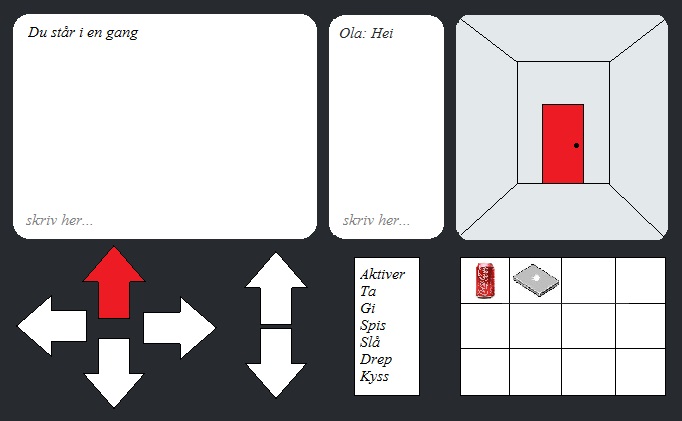 Du står i en gang
skriv her...
Ola: Hei
skriv her...
Aktiver
Ta
Gi
Spis
Slå
Drep
Kyss